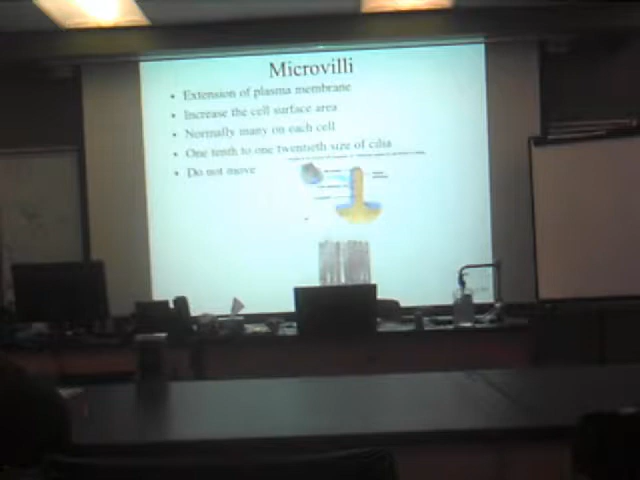 Microvilli
• Extension of plasma membrane
• Increase the cell surface area
• Normally many on each cell
• One tenth to one twentieth size of cilia
• Do not move